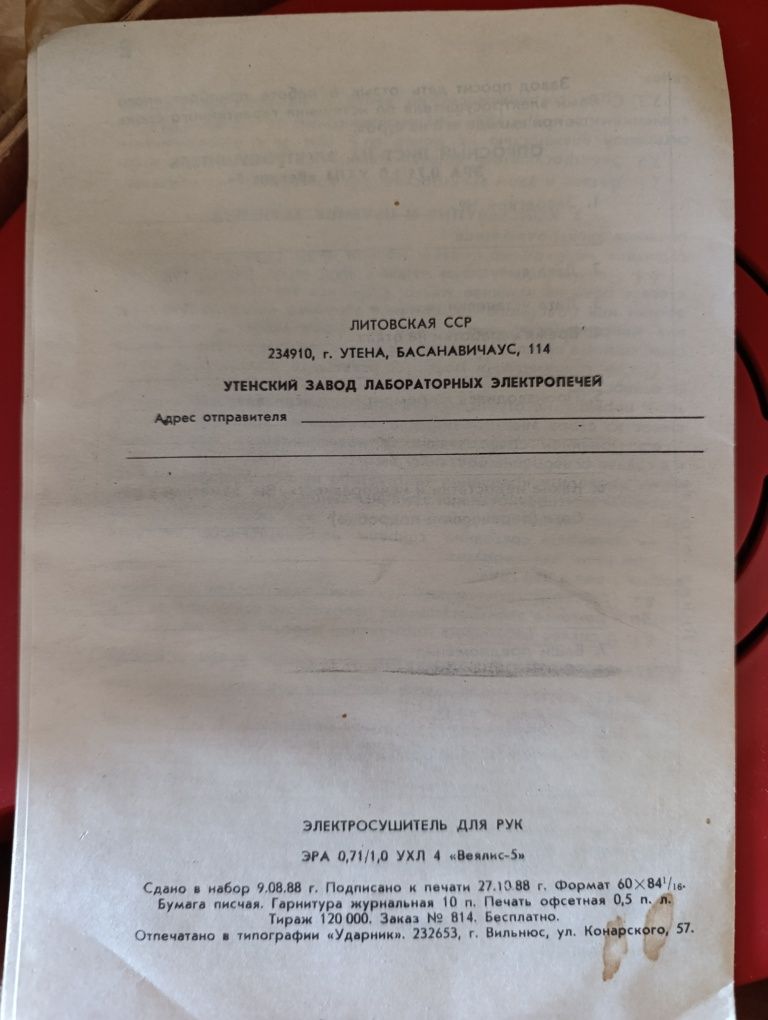 ЛИТОВСКАЯ ССР
234910, г. УТЕНА, БАСАНАВИЧАУС, 114
УТЕНСКИЙ ЗАВОД ЛАБОРАТОРНЫХ ЭЛЕКТРОПЕЧЕЙ
Адрес отправителя
ЭЛЕКТРОСУШИТЕЛЬ ДЛЯ РУК
ЭРА 0,71/1,0 УХЛ 4 «Веялис-5»
Сдано в набор 9.08.88 г. Подписано к печати 27.10.88 г. Формат 60×84¹/₁₆.
Бумага писчая. Гарнитура журнальная 10 п. Печать офсетная 0,5 п. л.
Тираж 120 000. Заказ № 814. Бесплатно.
Отпечатано в типографии «Ударник». 232653, г. Вильнюс, ул. Конарского, 57.